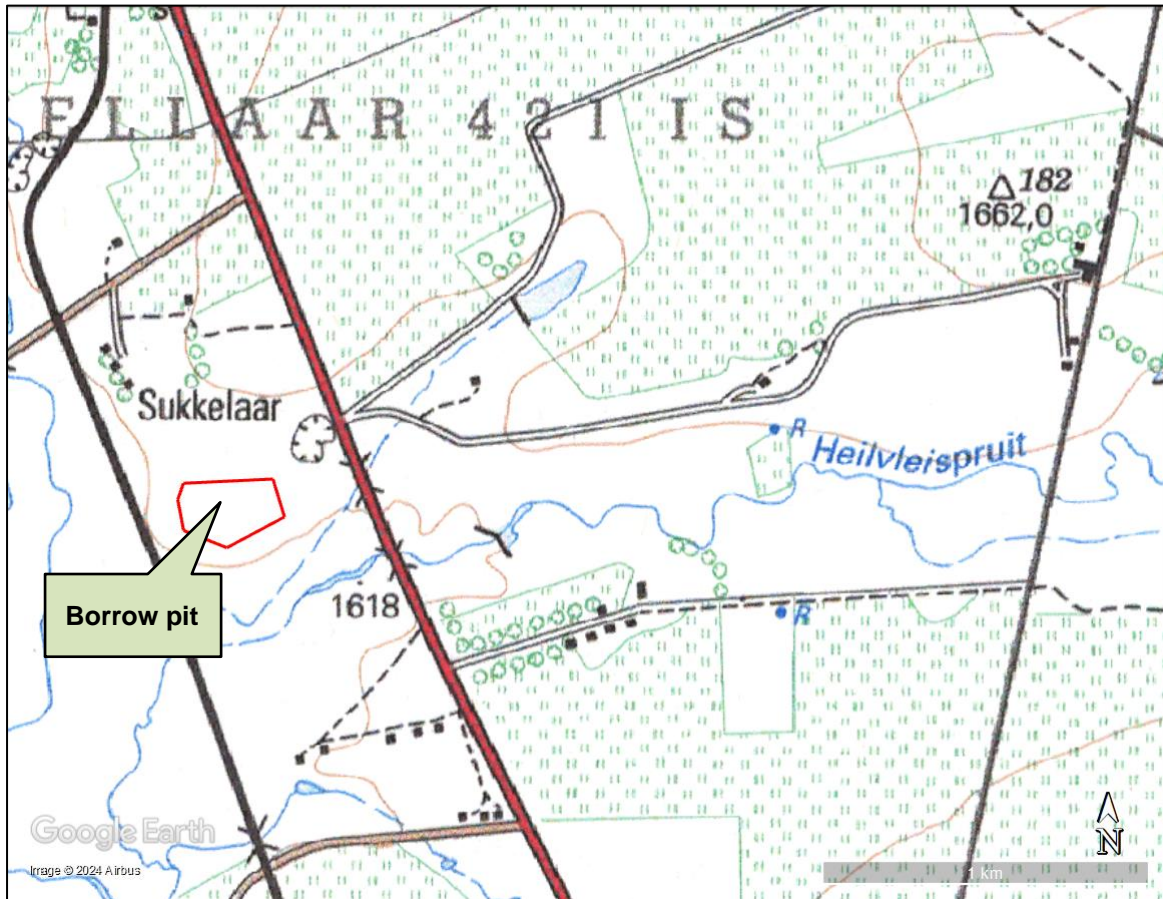 ELLAAR 421 IS
182
1662,0
Sukkelaar
R
Heilvleispruit
Borrow pit
1618
R
Google Earth
Image © 2024 Airbus
N
1 km